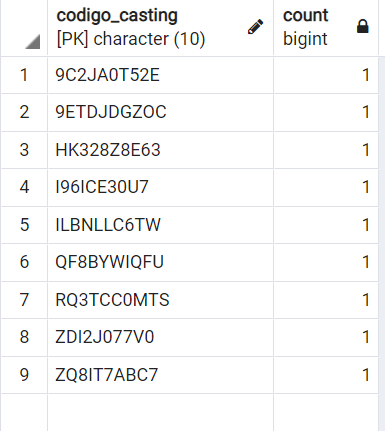 codigo_casting count
[PK] character (10) bigint
1 9C2JA0T52E 1
2 9ETDJDGZOC 1
3 HK328Z8E63 1
4 I96ICE30U7 1
5 ILBNLLC6TW 1
6 QF8BYWIQFU 1
7 RQ3TCC0MTS 1
8 ZDI2J077V0 1
9 ZQ8IT7ABC7 1